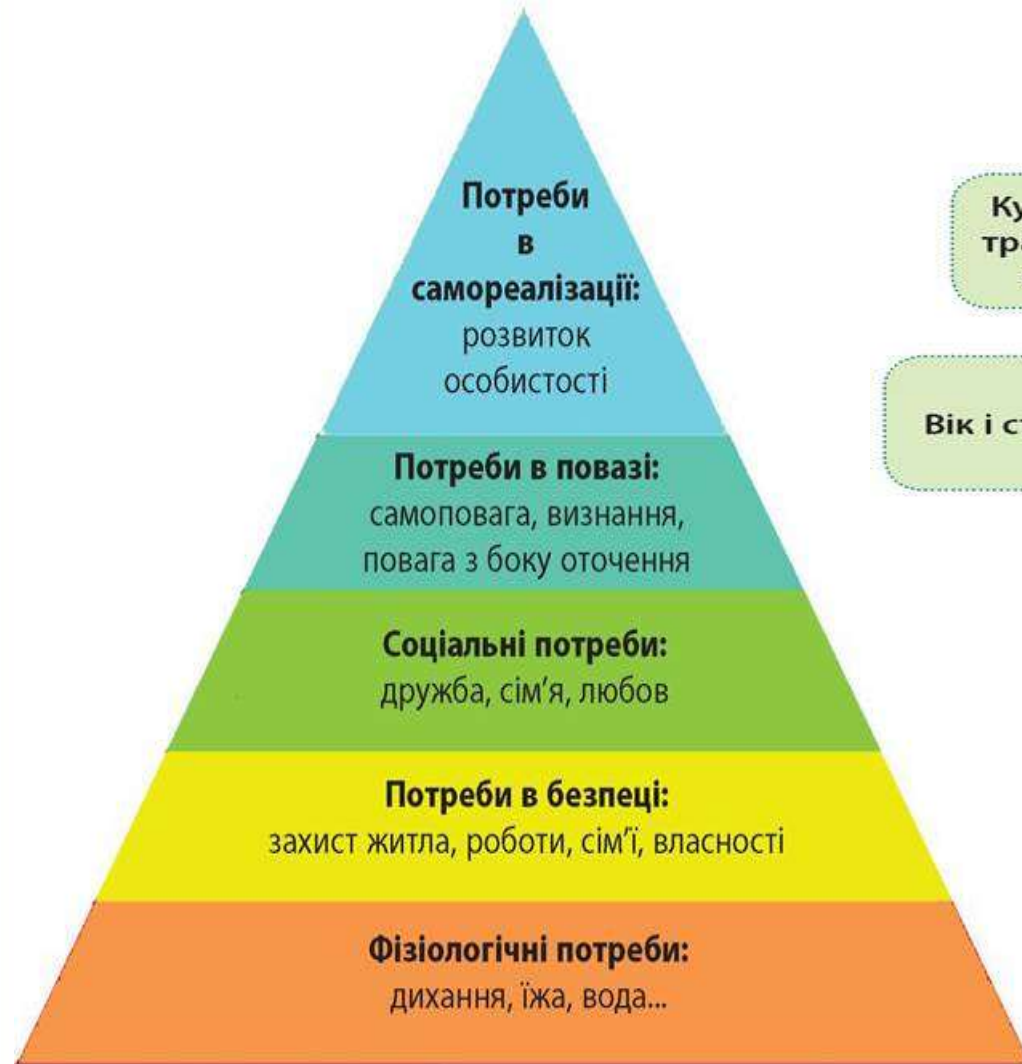 Потреби
в
самореалізації:
розвиток
особистості
Потреби в повазі:
самоповага, визнання,
повага з боку оточення
Соціальні потреби:
дружба, сім’я, любов
Потреби в безпеці:
захист житла, роботи, сім’ї, власності
Фізіологічні потреби:
дихання, їжа, вода...
Вік і